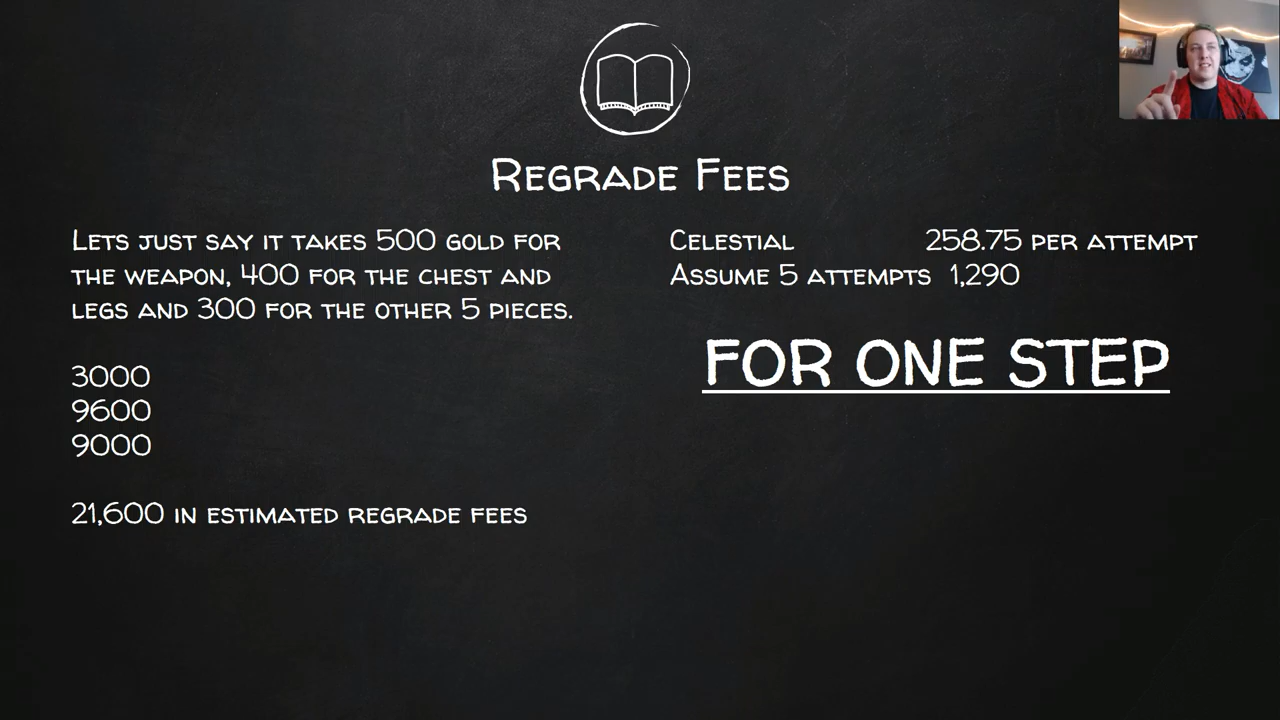 Regrade Fees
Lets just say it takes 500 gold for
the weapon, 400 for the chest and
legs and 300 for the other 5 pieces.
3000
9600
9000
21,600 in estimated regrade fees
Celestial 258.75 per attempt
Assume 5 attempts 1,290
FOR ONE STEP